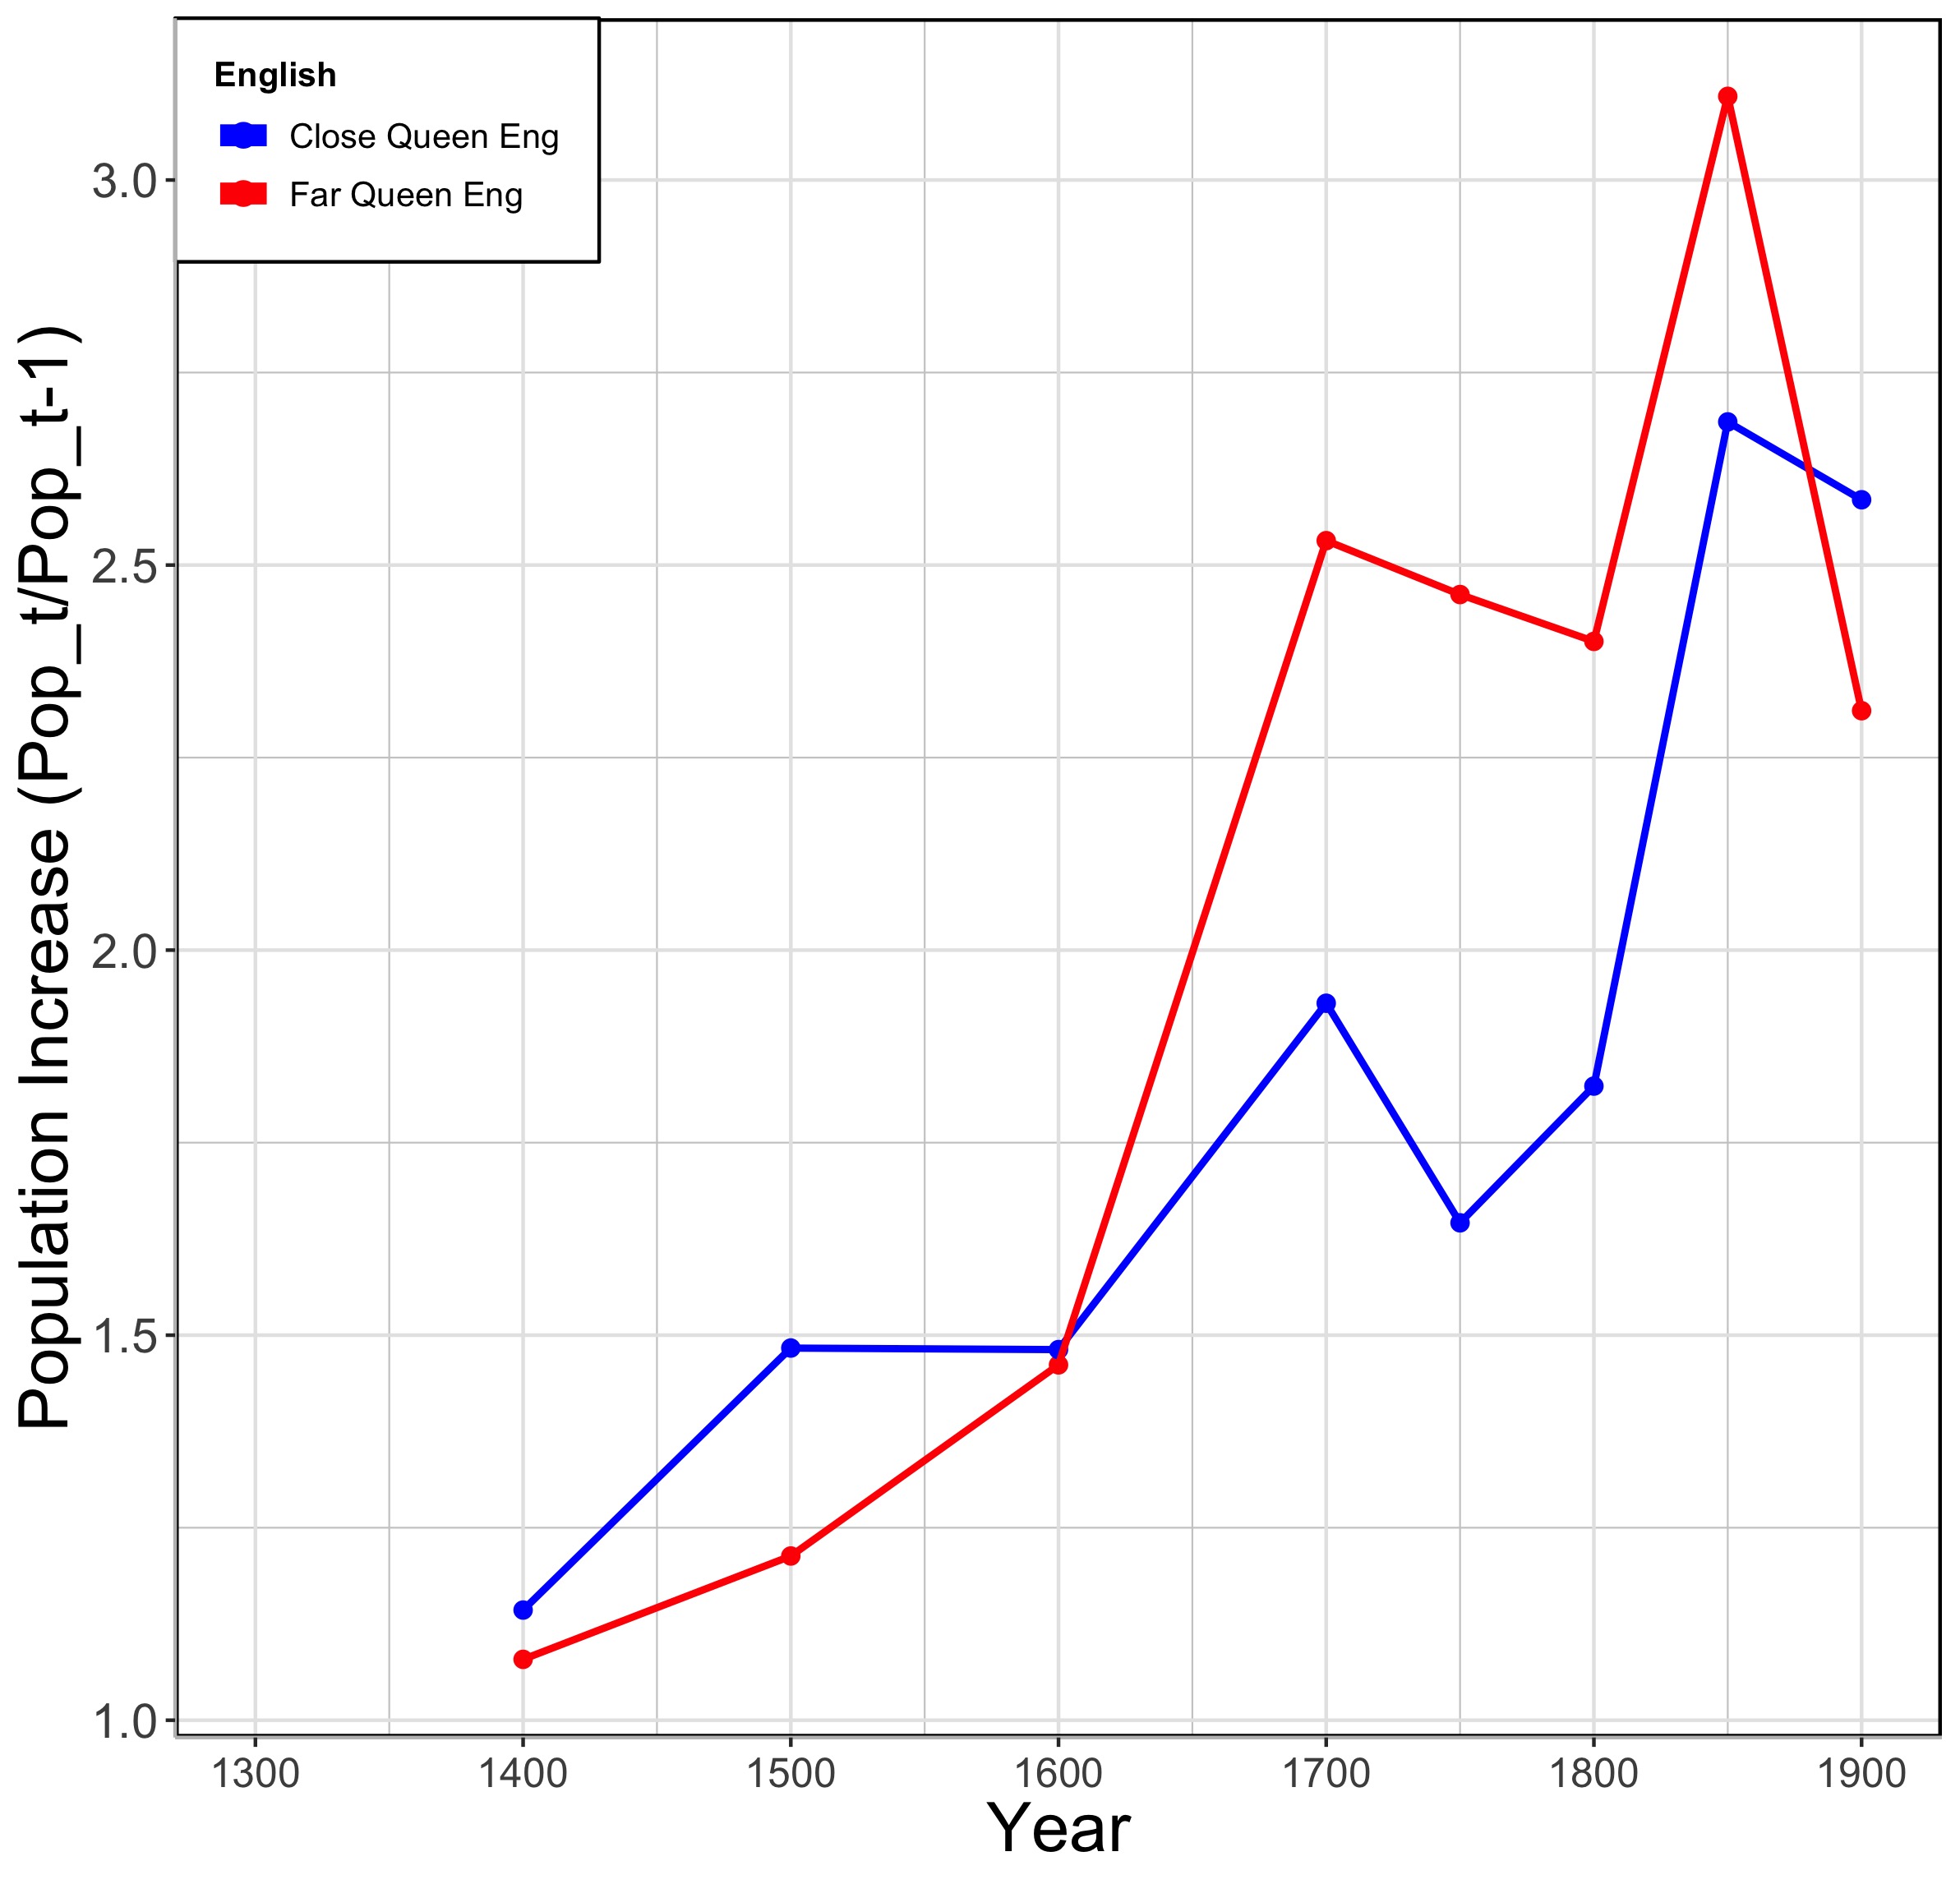 English
Close Queen Eng
Far Queen Eng
Population Increase (Pop_t/Pop_t-1)
3.0
2.5
2.0
1.5
1.0
1300 1400 1500 1600 1700 1800 1900
Year